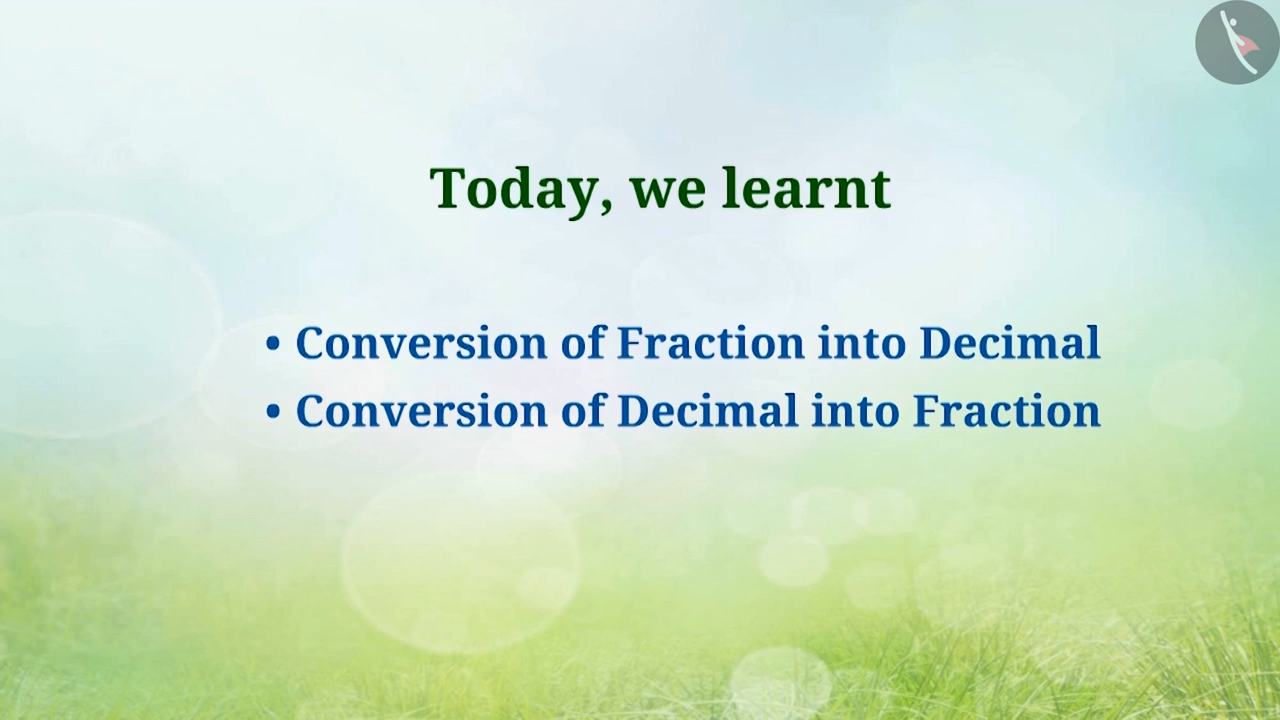 Today, we learnt
• Conversion of Fraction into Decimal
• Conversion of Decimal into Fraction